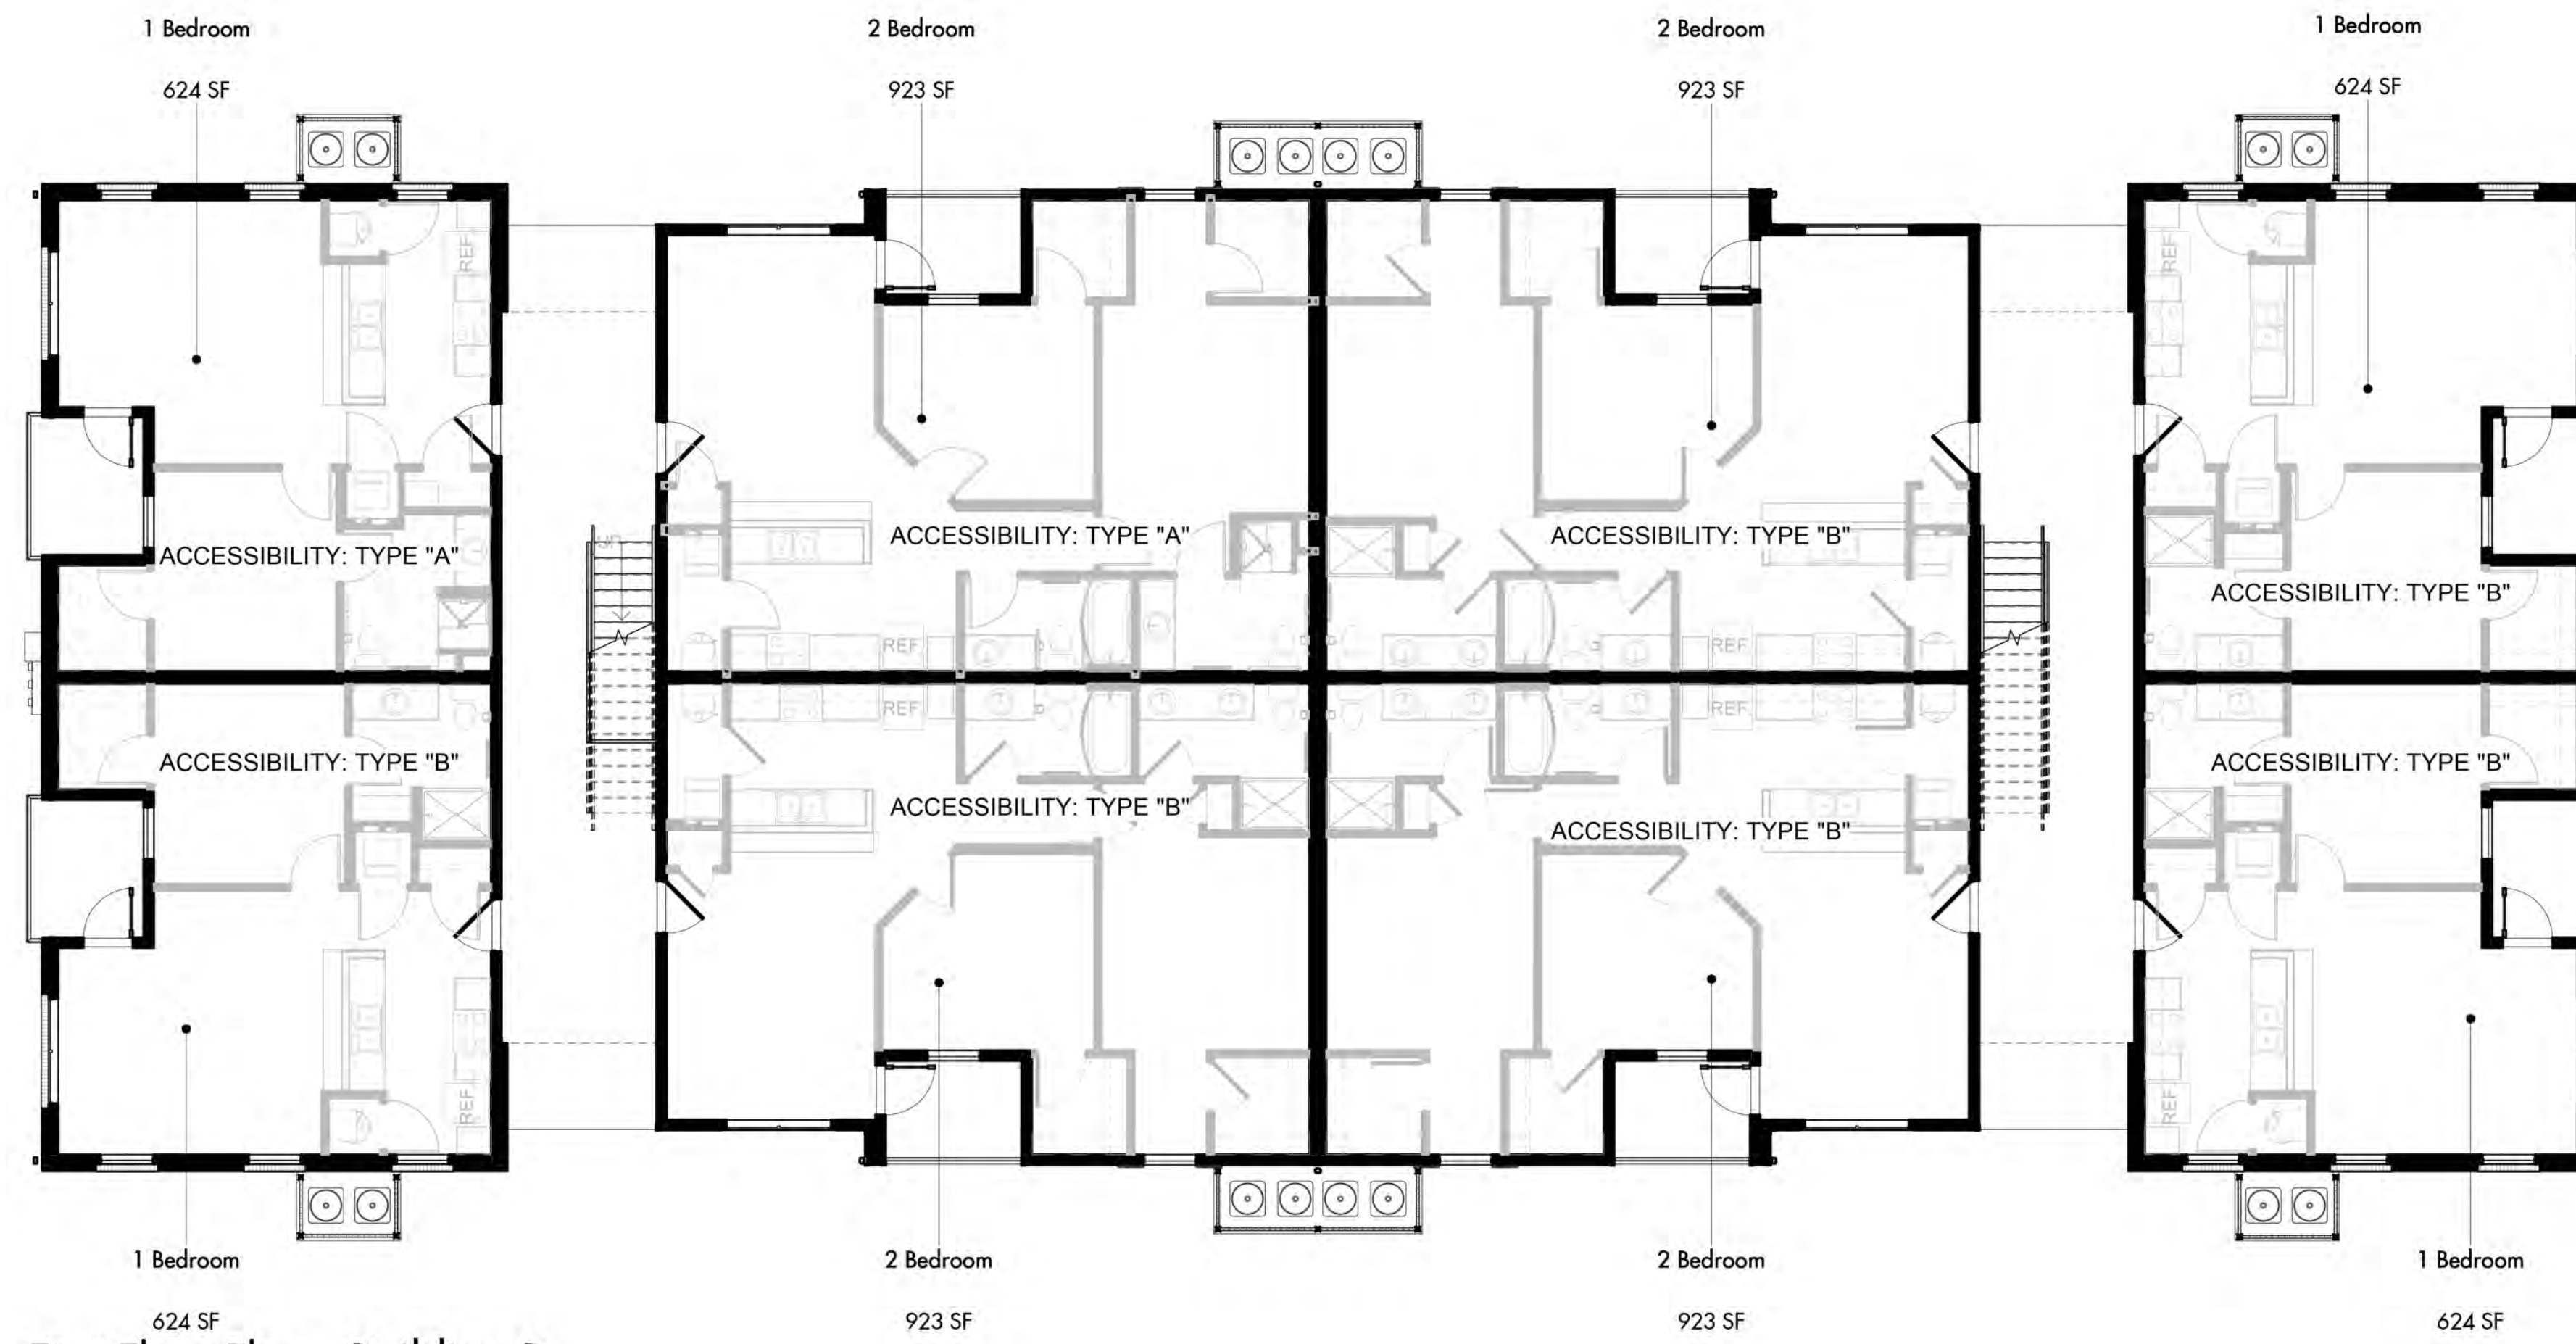 1 Bedroom
2 Bedroom
2 Bedroom
1 Bedroom
624 SF
923 SF
923 SF
624 SF
REF
REF
UP
ACCESSIBILITY: TYPE "A"
ACCESSIBILITY: TYPE "A"
ACCESSIBILITY: TYPE "B"
ACCESSIBILITY: TYPE "B"
REF
REF
REF
REF
ACCESSIBILITY: TYPE "B"
ACCESSIBILITY: TYPE "B"
ACCESSIBILITY: TYPE "B"
ACCESSIBILITY: TYPE "B"
REF
REF
1 Bedroom
2 Bedroom
2 Bedroom
1 Bedroom
624 SF
923 SF
923 SF
624 SF